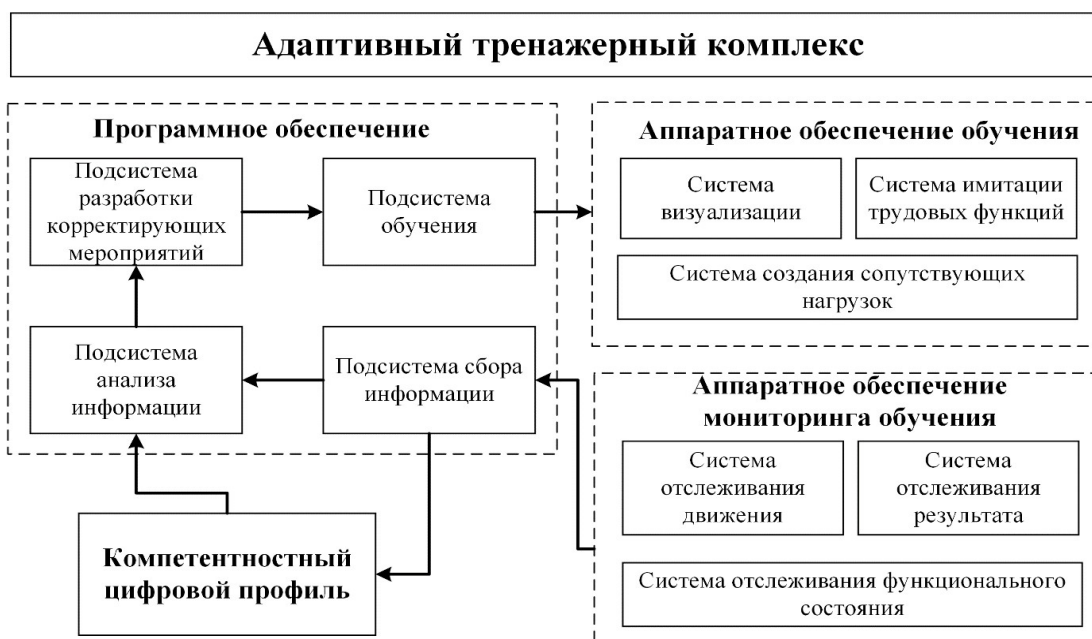 Адаптивный тренажерный комплекс
Программное обеспечение
Подсистема
разработки
корректирующих
мероприятий
Подсистема
обучения
Подсистема
анализа
информации
Подсистема сбора
информации
Компетентностный
цифровой профиль
Аппаратное обеспечение обучения
Система
визуализации
Система имитации
трудовых функций
Система создания сопутствующих
нагрузок
Аппаратное обеспечение
мониторинга обучения
Система
отслеживания
движения
Система
отслеживания
результата
Система отслеживания функционального
состояния